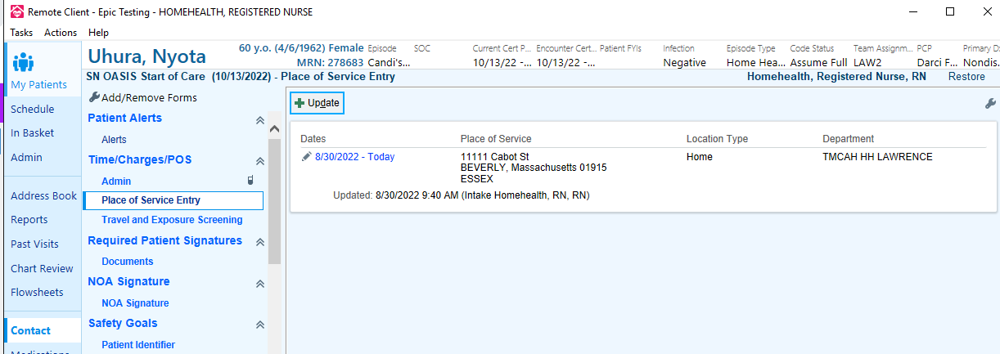 Remote Client - Epic Testing - HOMEHEALTH, REGISTERED NURSE
Tasks Actions Help
My Patients
Schedule
In Basket
Admin
Address Book
Reports
Past Visits
Chart Review
Flowsheets
Contact
Medications
Uhura, Nyota
60 y.o. (4/6/1962) Female
MRN: 278683
Episode
Candi's...
SOC
Current Cert P...
10/13/22 -...
Encounter Cert...
10/13/22 -...
Patient FYIs
Infection
Negative
Episode Type
Home Hea...
Code Status
Assume Full
Team Assignm...
LAW2
PCP
Darci F...
Primary D
Nondis.
SN OASIS Start of Care (10/13/2022) - Place of Service Entry
Homehealth, Registered Nurse, RN Restore
Add/Remove Forms
Patient Alerts
Alerts
Time/Charges/POS
Admin
Place of Service Entry
Travel and Exposure Screening
Required Patient Signatures
Documents
NOA Signature
NOA Signature
Safety Goals
Patient Identifier
Update
Dates Place of Service Location Type Department
8/30/2022 - Today 11111 Cabot St Home TMCAH HH LAWRENCE
BEVERLY, Massachusetts 01915
ESSEX
Updated: 8/30/2022 9:40 AM (Intake Homehealth, RN, RN)